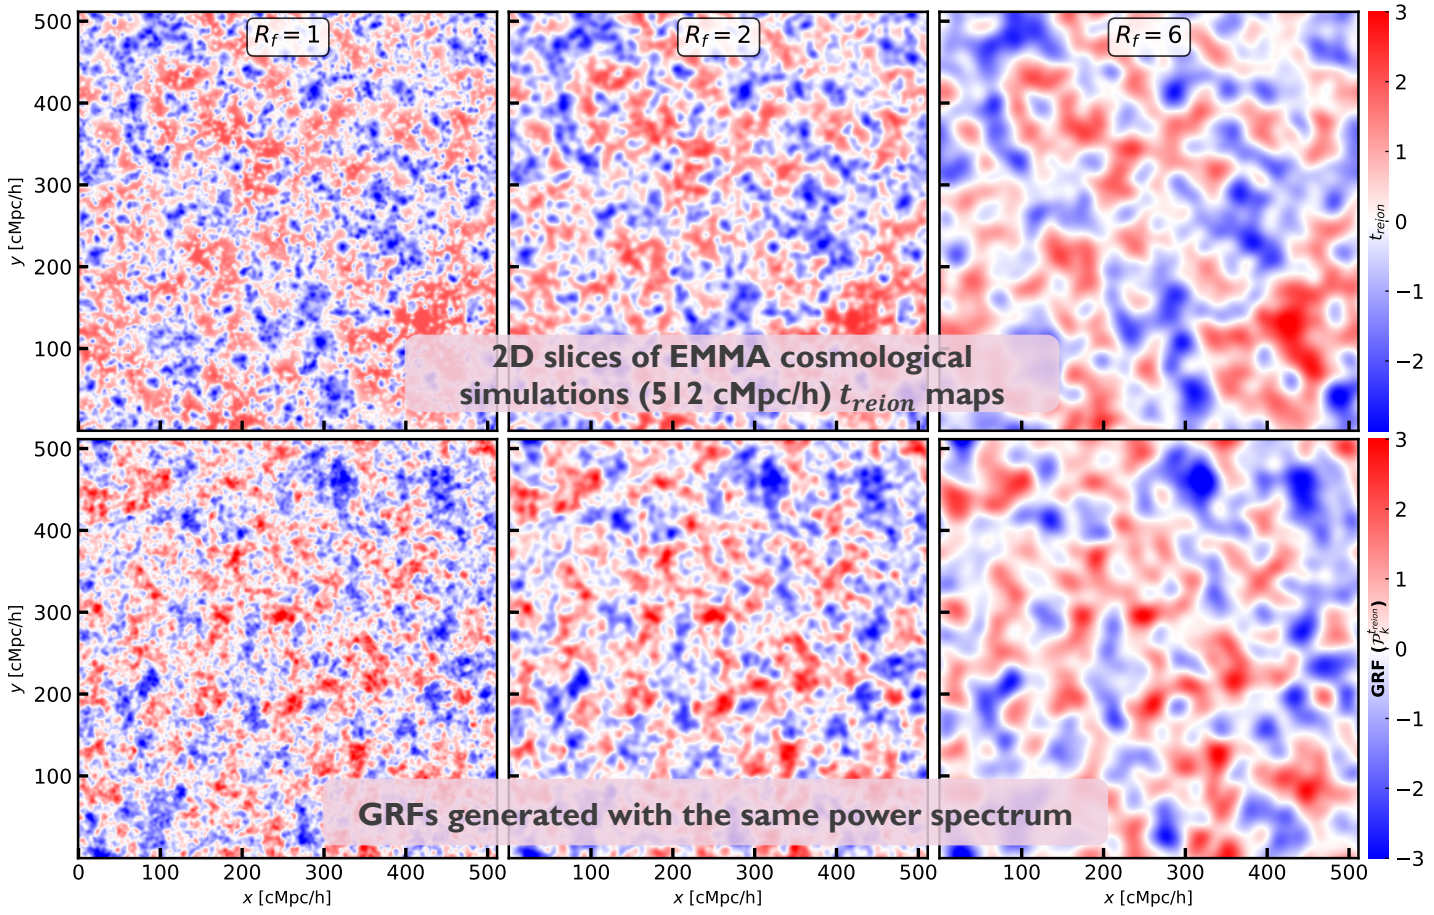 R_f = 1
R_f = 2
R_f = 6
500
400
300
200
100
y [cMpc/h]
3
2
1
0
−1
−2
t_reion
2D slices of EMMA cosmological
simulations (512 cMpc/h) t_reion maps
500
400
300
200
100
y [cMpc/h]
3
2
1
0
−1
−2
−3
GRF (P_k^{t_reion})
GRFs generated with the same power spectrum
0 100 200 300 400 500
100 200 300 400 500
100 200 300 400 500
x [cMpc/h]
x [cMpc/h]
x [cMpc/h]